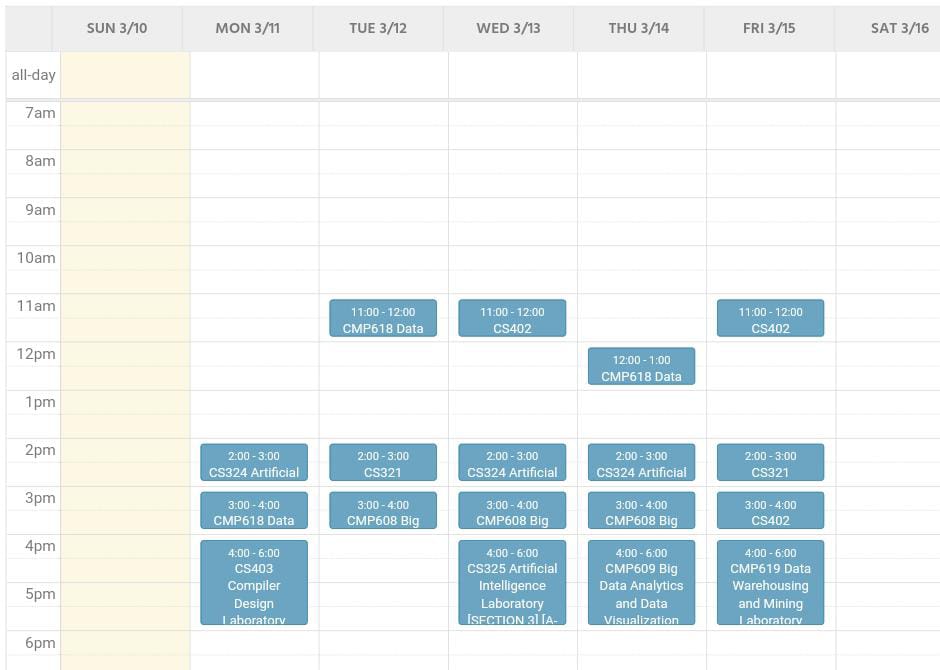 SUN 3/10 MON 3/11 TUE 3/12 WED 3/13 THU 3/14 FRI 3/15 SAT 3/16
all-day
7am
8am
9am
10am
11am
11:00 - 12:00
CMP618 Data
11:00 - 12:00
CS402
11:00 - 12:00
CS402
12pm
12:00 - 1:00
CMP618 Data
1pm
2pm
2:00 - 3:00
CS324 Artificial
2:00 - 3:00
CS321
2:00 - 3:00
CS324 Artificial
2:00 - 3:00
CS324 Artificial
2:00 - 3:00
CS321
3pm
3:00 - 4:00
CMP618 Data
3:00 - 4:00
CMP608 Big
3:00 - 4:00
CMP608 Big
3:00 - 4:00
CMP608 Big
3:00 - 4:00
CS402
4pm
4:00 - 6:00
CS403
Compiler
Design
Laboratory
4:00 - 6:00
CS325 Artificial
Intelligence
Laboratory
[SECTION 3] [A-
4:00 - 6:00
CMP609 Big
Data Analytics
and Data
Visualization
4:00 - 6:00
CMP619 Data
Warehousing
and Mining
Laboratory
5pm
6pm